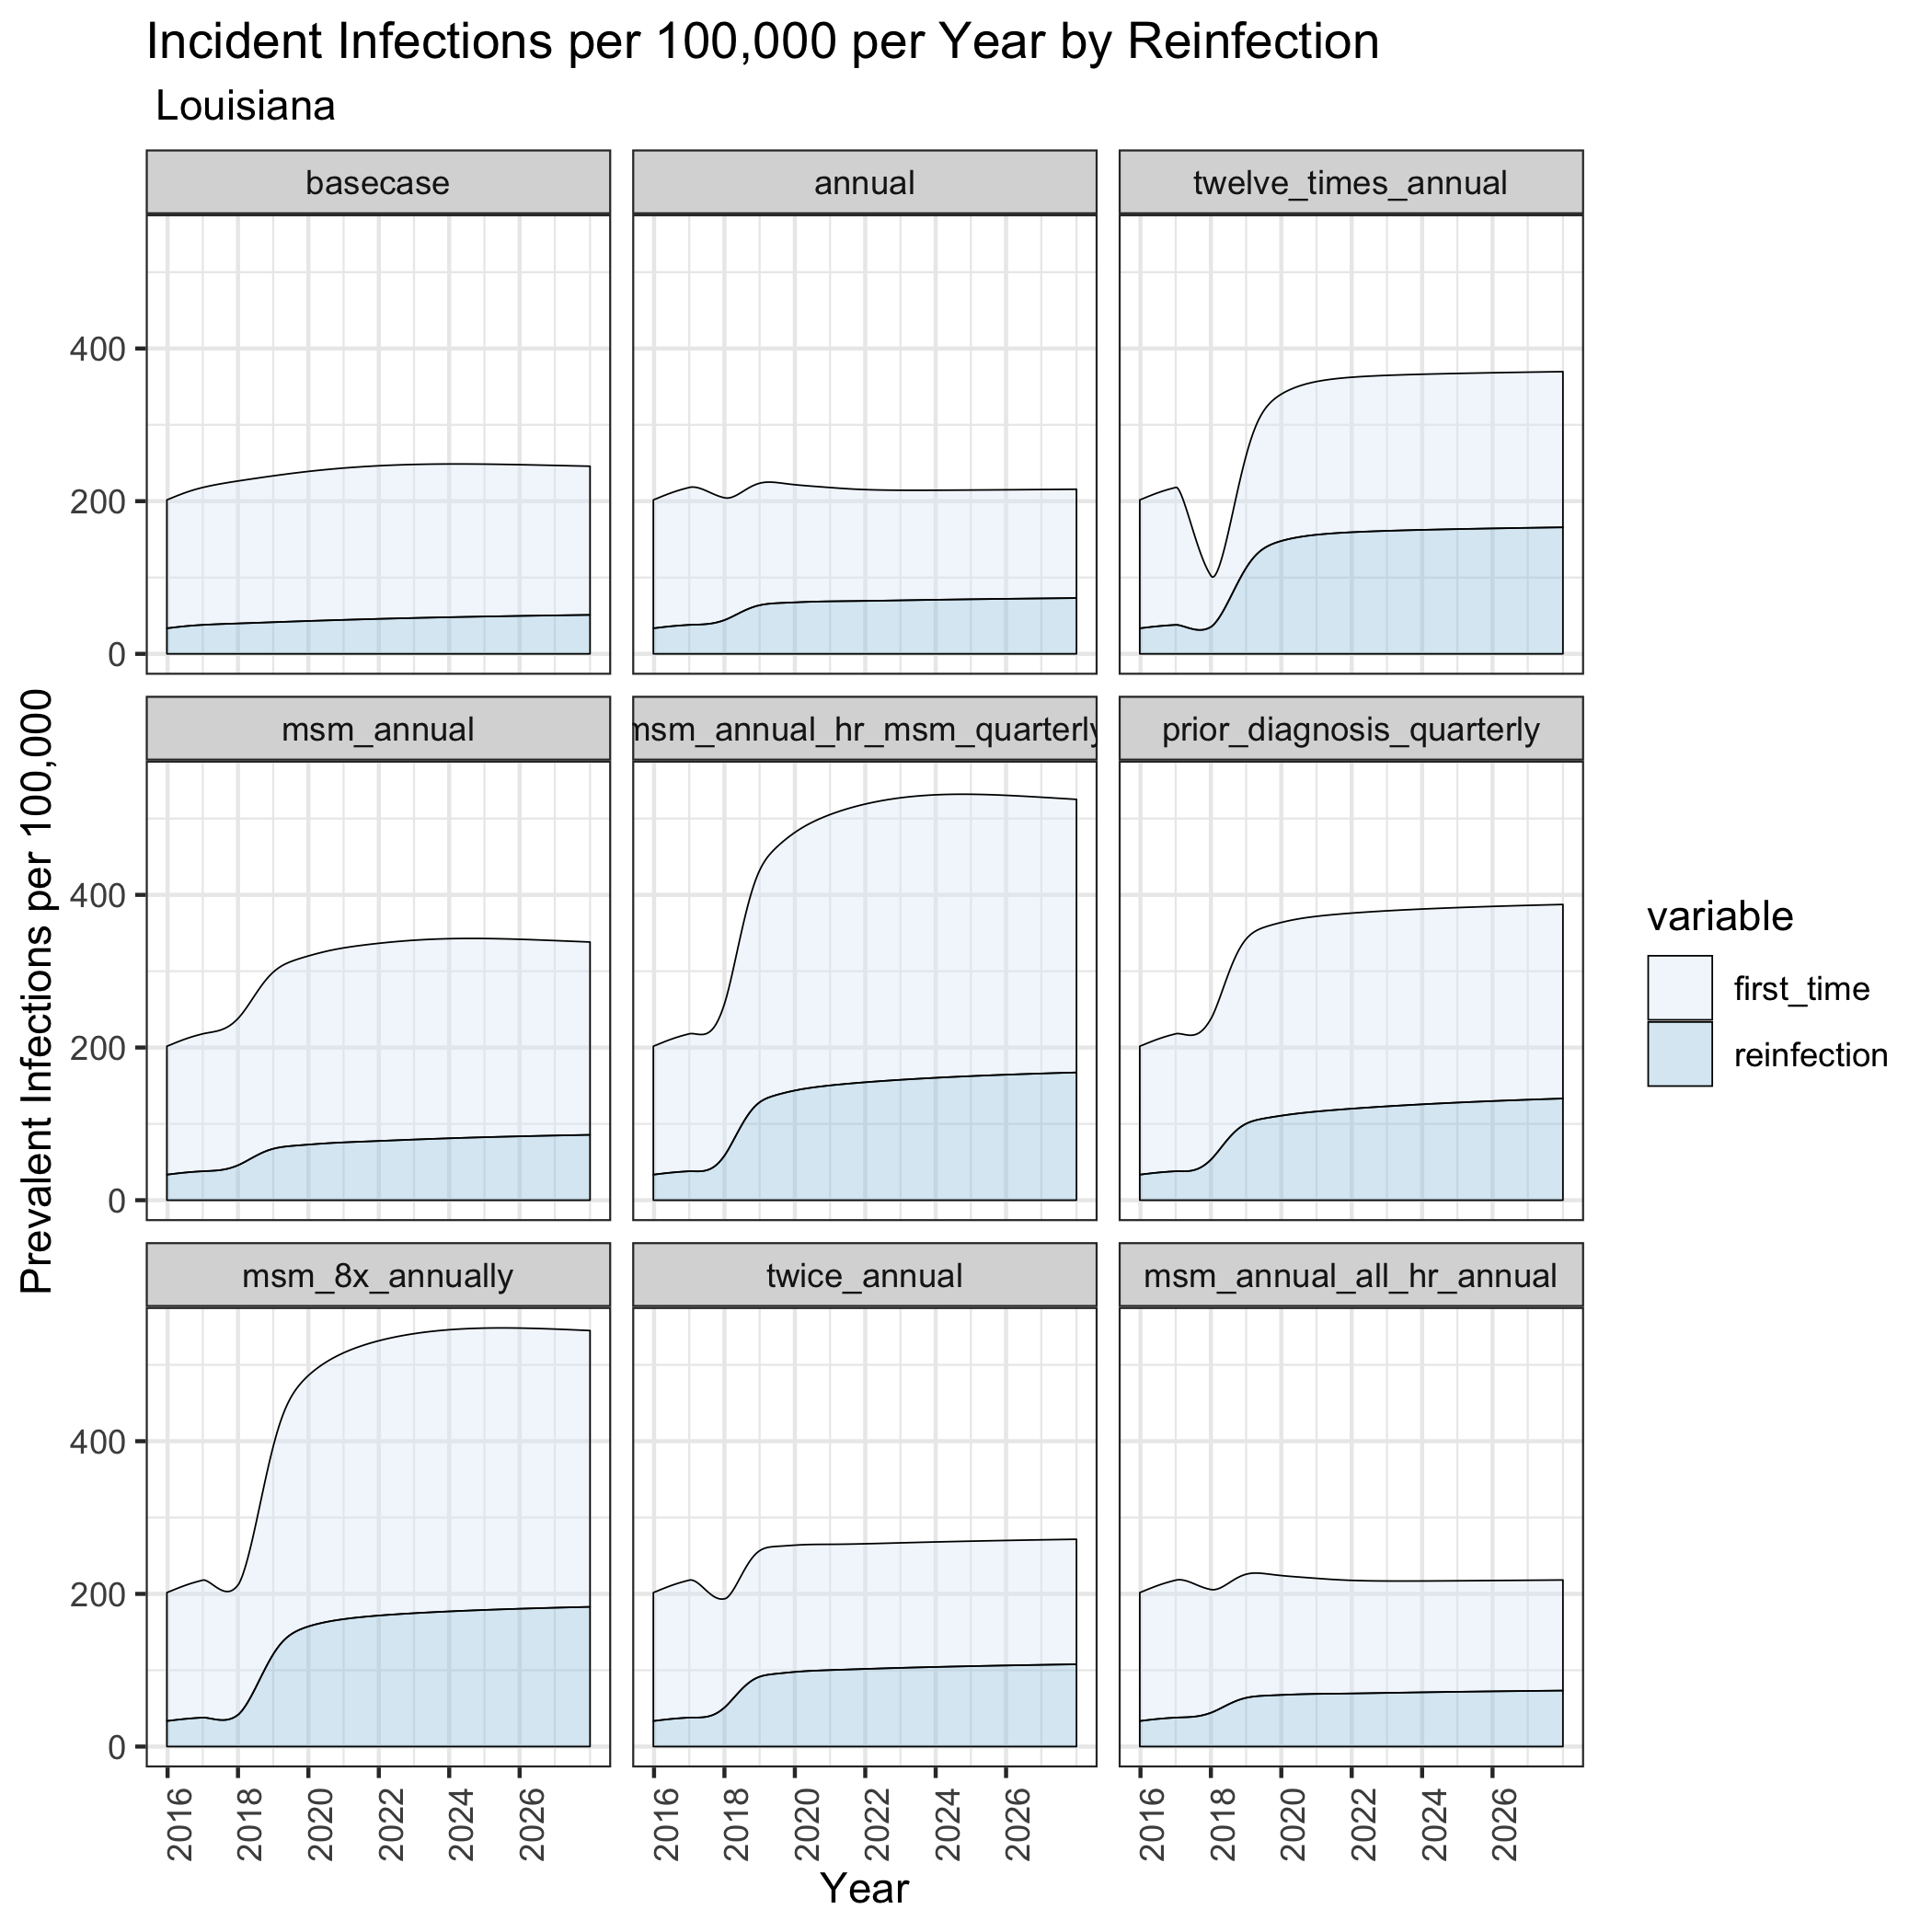 Incident Infections per 100,000 per Year by Reinfection
Louisiana
basecase
annual
twelve_times_annual
400
200
0
msm_annual
msm_annual_hr_msm_quarterly
prior_diagnosis_quarterly
400
200
0
msm_8x_annually
twice_annual
msm_annual_all_hr_annual
400
200
0
2016 2018 2020 2022 2024 2026
2016 2018 2020 2022 2024 2026
2016 2018 2020 2022 2024 2026
Year
Prevalent Infections per 100,000
variable
first_time
reinfection